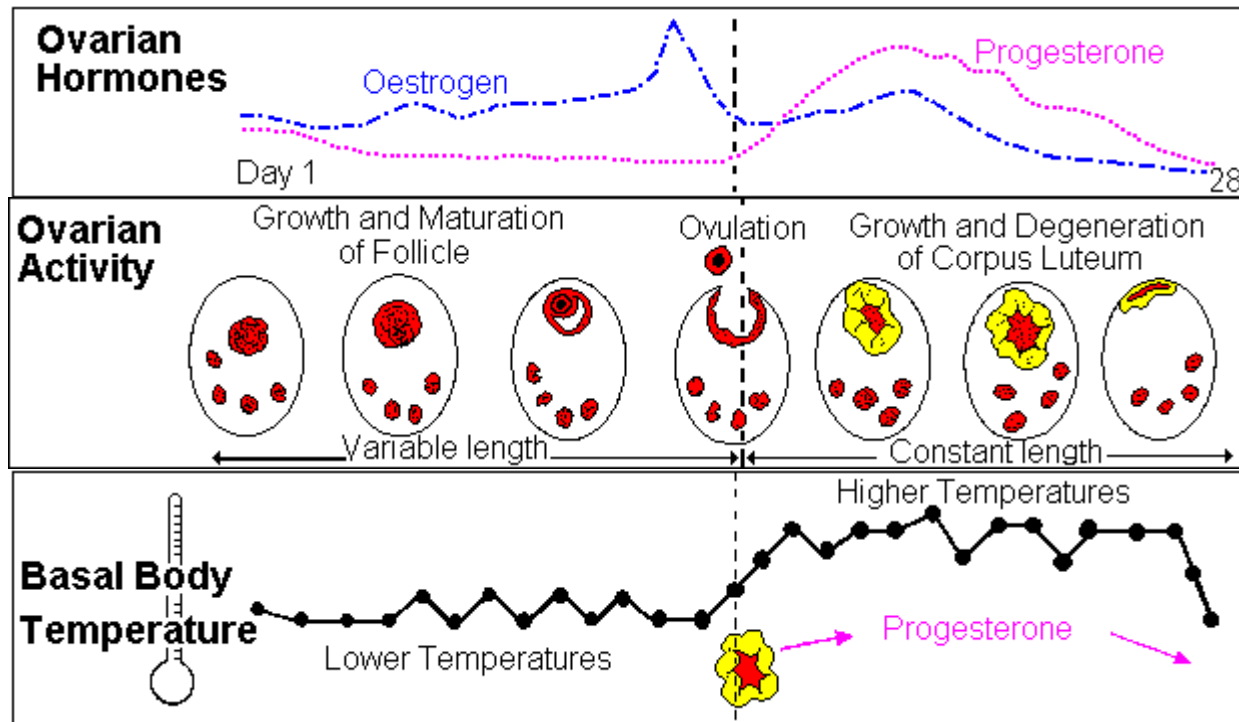 Ovarian
Hormones
Oestrogen
Progesterone
Day 1
28
Ovarian
Activity
Growth and Maturation
of Follicle
Ovulation
Growth and Degeneration
of Corpus Luteum
Variable length
Constant length
Higher Temperatures
Basal Body
Temperature
Lower Temperatures
Progesterone